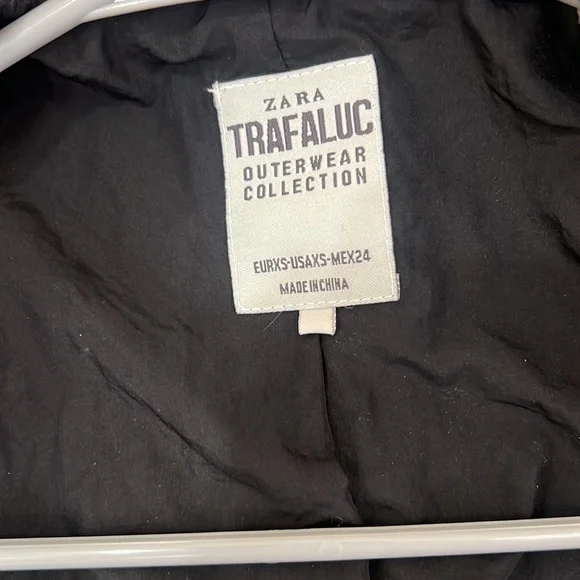 ZARA
TRAFALUC
OUTERWEAR
COLLECTION
EURXS-USAXS-MEX24
MADE IN CHINA